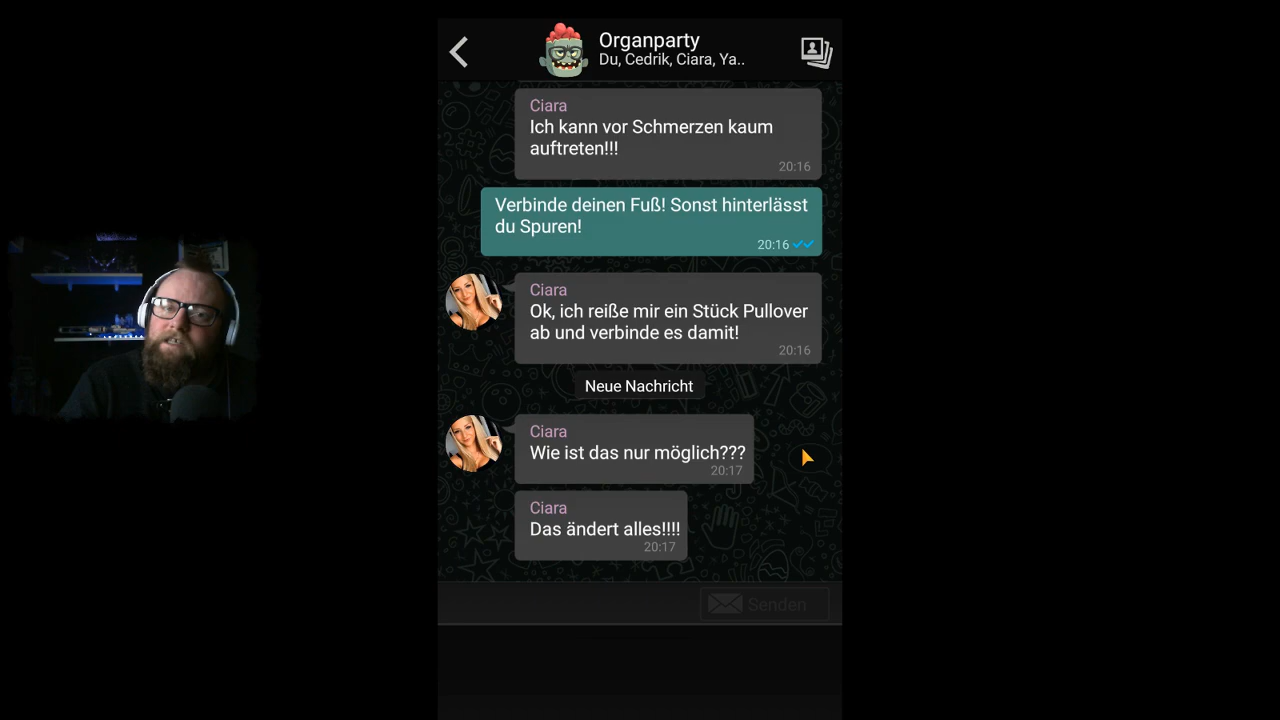 Organparty
Du, Cedrik, Ciara, Ya..
Ciara
Ich kann vor Schmerzen kaum
auftreten!!!
20:16
Verbinde deinen Fuß! Sonst hinterlässt
du Spuren!
20:16
Ciara
Ok, ich reiße mir ein Stück Pullover
ab und verbinde es damit!
20:16
Neue Nachricht
Ciara
Wie ist das nur möglich???
20:17
Ciara
Das ändert alles!!!!
20:17
Senden